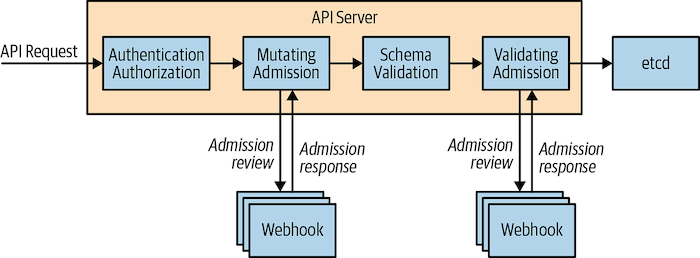 API Server
API Request
Authentication
Authorization
Mutating
Admission
Schema
Validation
Validating
Admission
etcd
Admission
review
Admission
response
Admission
review
Admission
response
Webhook
Webhook